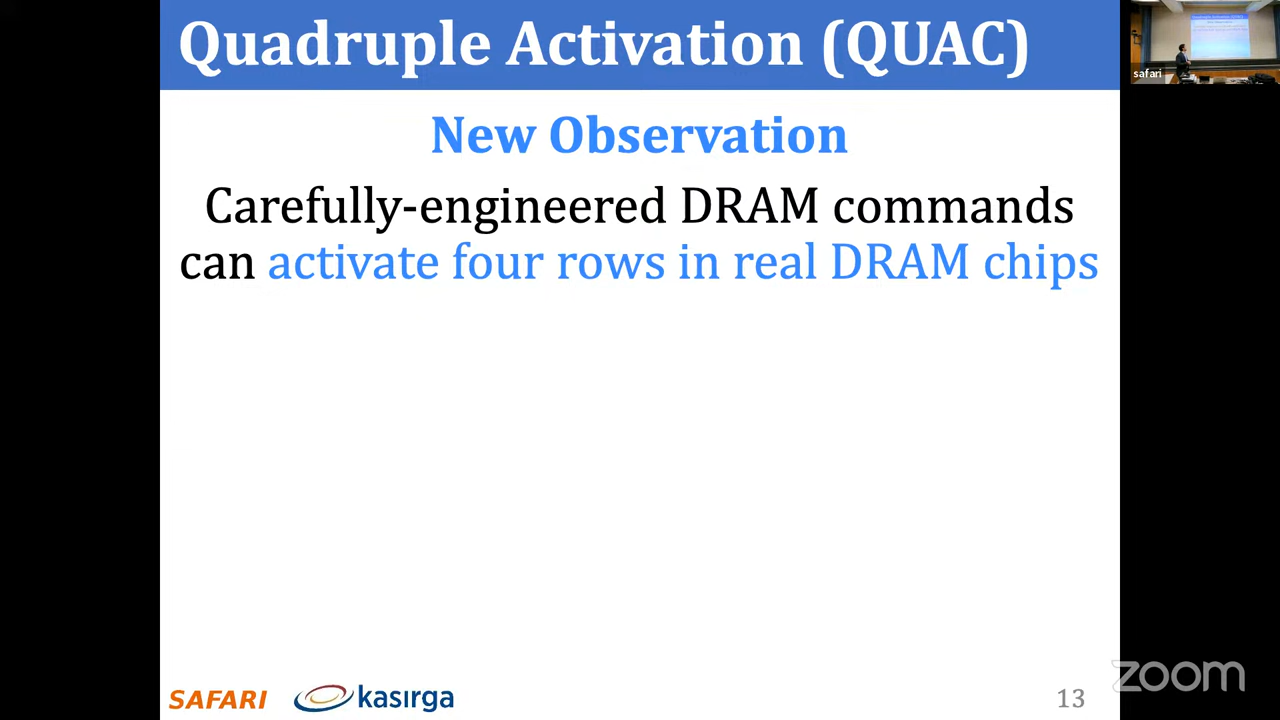 Quadruple Activation (QUAC)
safari
New Observation
Carefully-engineered DRAM commands
can activate four rows in real DRAM chips
SAFARI
kasırga
13
zoom